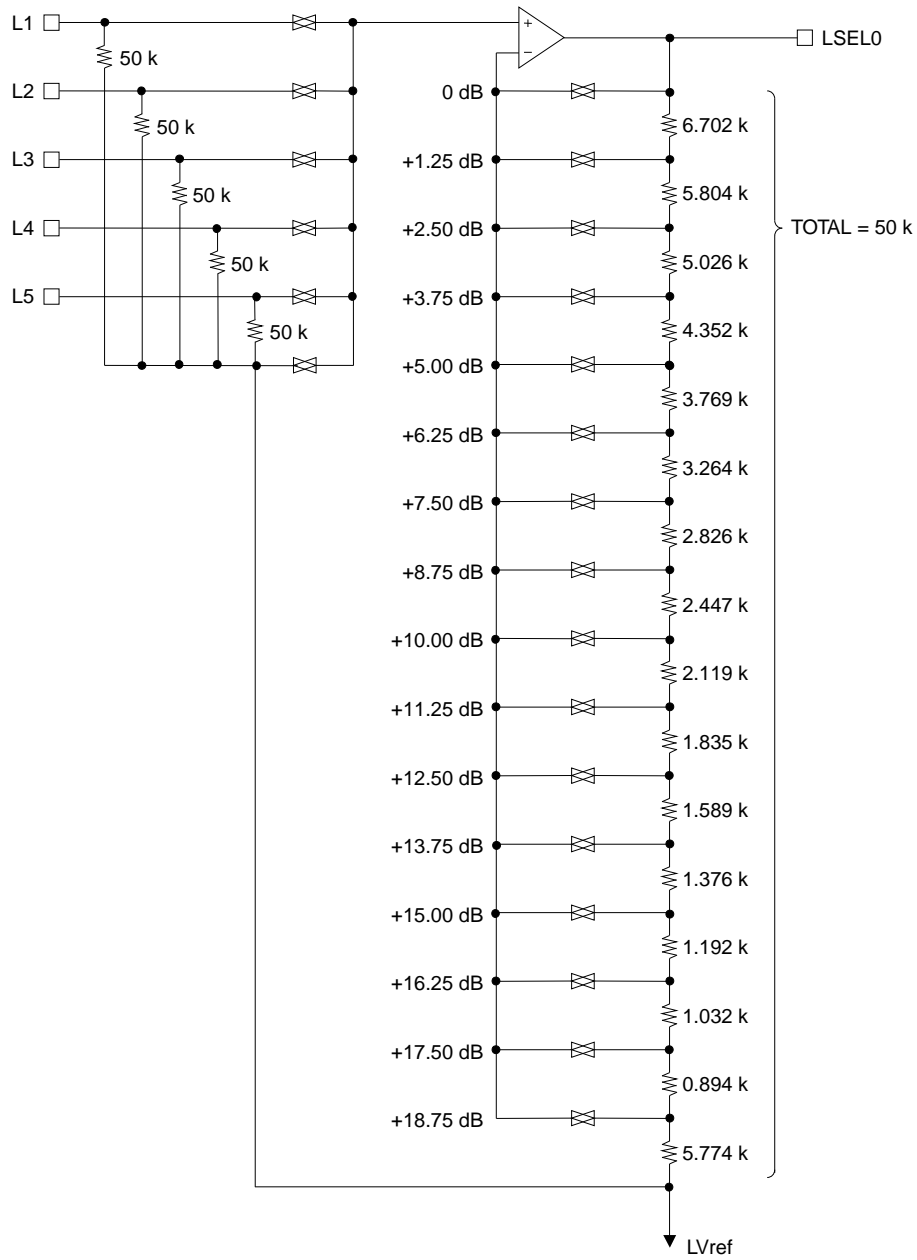 L1
50 k
L2
50 k
L3
50 k
L4
50 k
L5
50 k
+
−
LSEL0
0 dB
6.702 k
+1.25 dB
5.804 k
+2.50 dB
TOTAL = 50 k
5.026 k
+3.75 dB
4.352 k
+5.00 dB
3.769 k
+6.25 dB
3.264 k
+7.50 dB
2.826 k
+8.75 dB
2.447 k
+10.00 dB
2.119 k
+11.25 dB
1.835 k
+12.50 dB
1.589 k
+13.75 dB
1.376 k
+15.00 dB
1.192 k
+16.25 dB
1.032 k
+17.50 dB
0.894 k
+18.75 dB
5.774 k
LVref